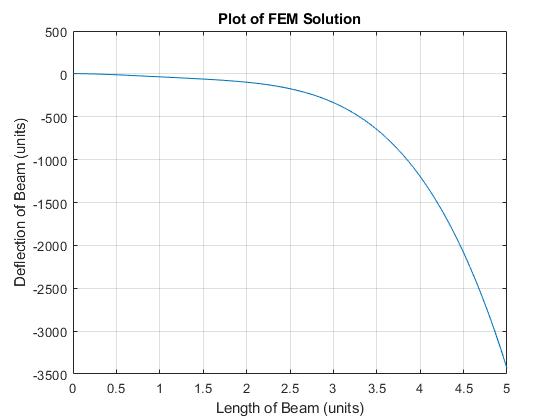 Plot of FEM Solution
500
0
-500
-1000
-1500
-2000
-2500
-3000
-3500
Deflection of Beam (units)
0 0.5 1 1.5 2 2.5 3 3.5 4 4.5 5
Length of Beam (units)